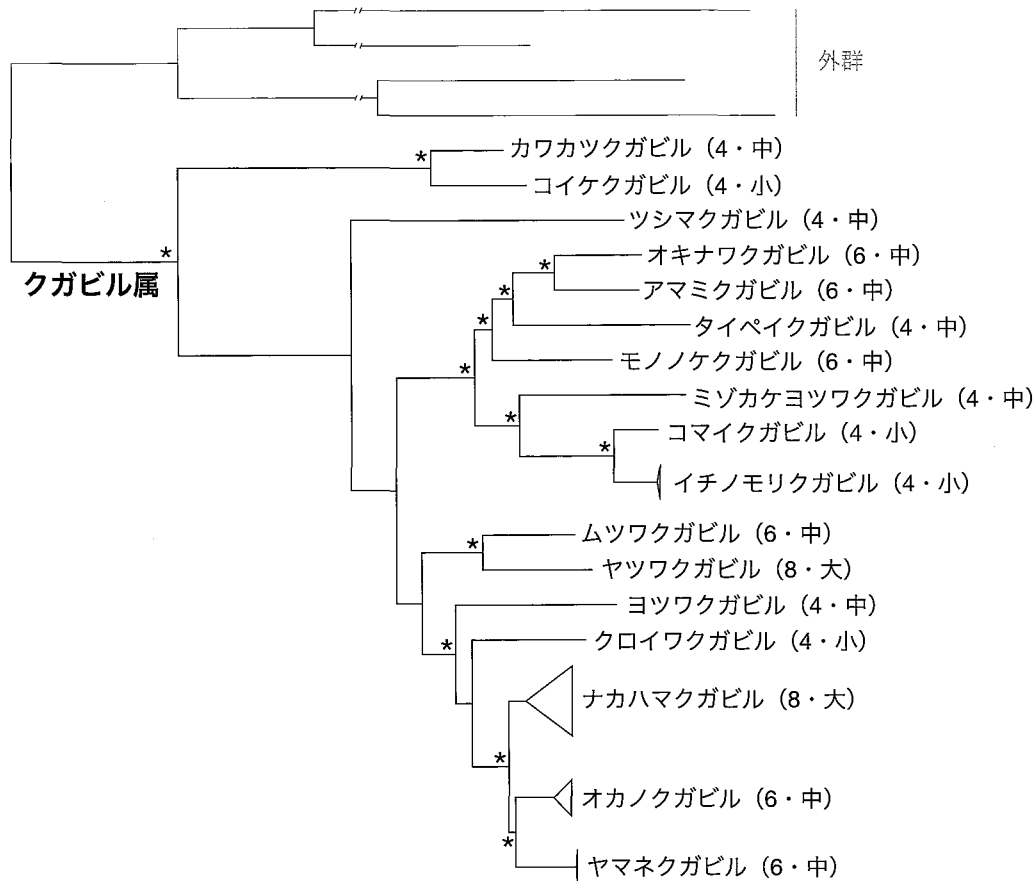 外群
カワカツクガビル（4・中）
コイケクガビル（4・小）
ツシマクガビル（4・中）
クガビル属
オキナワクガビル（6・中）
アマミクガビル（6・中）
タイペイクガビル（4・中）
モノノケクガビル（6・中）
ミゾカケヨツワクガビル（4・中）
コマイクガビル（4・小）
イチノモリクガビル（4・小）
ムツワクガビル（6・中）
ヤツワクガビル（8・大）
ヨツワクガビル（4・中）
クロイワクガビル（4・小）
ナカハマクガビル（8・大）
オカノクガビル（6・中）
ヤマネクガビル（6・中）